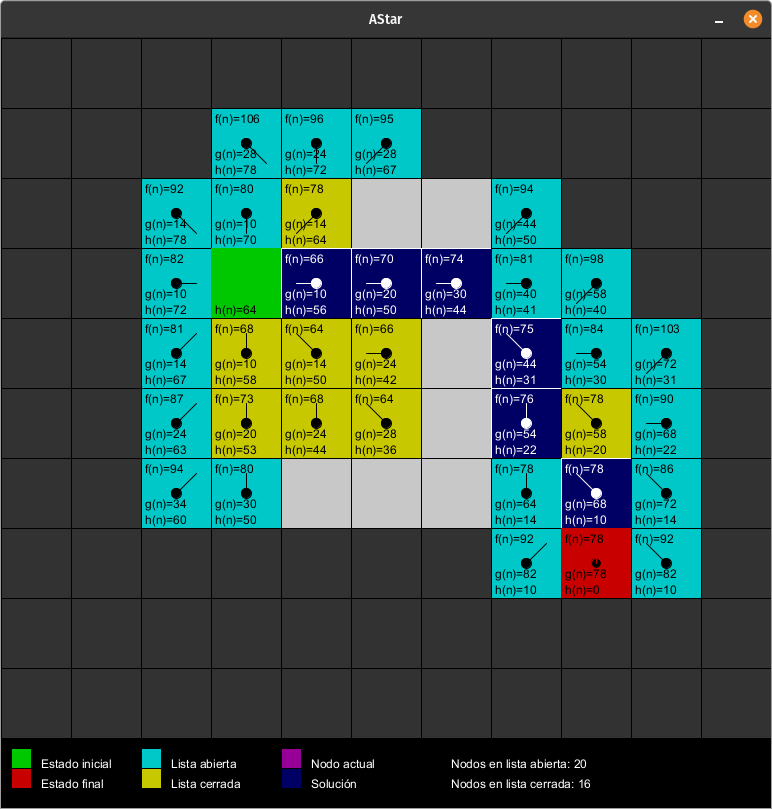 AStar
f(n)=106 f(n)=96 f(n)=95
g(n)=28 g(n)=24 g(n)=28
h(n)=78 h(n)=72 h(n)=67
f(n)=92 f(n)=80 f(n)=78 f(n)=94
g(n)=14 g(n)=10 g(n)=14 g(n)=44
h(n)=78 h(n)=70 h(n)=64 h(n)=50
f(n)=82 f(n)=66 f(n)=70 f(n)=74 f(n)=81 f(n)=98
g(n)=10 g(n)=10 g(n)=20 g(n)=30 g(n)=40 g(n)=58
h(n)=72 h(n)=64 h(n)=56 h(n)=50 h(n)=44 h(n)=41 h(n)=40
f(n)=81 f(n)=68 f(n)=64 f(n)=66 f(n)=75 f(n)=84 f(n)=103
g(n)=14 g(n)=10 g(n)=14 g(n)=24 g(n)=44 g(n)=54 g(n)=72
h(n)=67 h(n)=58 h(n)=50 h(n)=42 h(n)=31 h(n)=30 h(n)=31
f(n)=87 f(n)=73 f(n)=68 f(n)=64 f(n)=76 f(n)=78 f(n)=90
g(n)=24 g(n)=20 g(n)=24 g(n)=28 g(n)=54 g(n)=58 g(n)=68
h(n)=63 h(n)=53 h(n)=44 h(n)=36 h(n)=22 h(n)=20 h(n)=22
f(n)=94 f(n)=80 f(n)=78 f(n)=78 f(n)=86
g(n)=34 g(n)=30 g(n)=64 g(n)=68 g(n)=72
h(n)=60 h(n)=50 h(n)=14 h(n)=10 h(n)=14
f(n)=92 f(n)=78 f(n)=92
g(n)=82 g(n)=78 g(n)=82
h(n)=10 h(n)=0 h(n)=10
Estado inicial Lista abierta Nodo actual Nodos en lista abierta: 20
Estado final Lista cerrada Solución Nodos en lista cerrada: 16